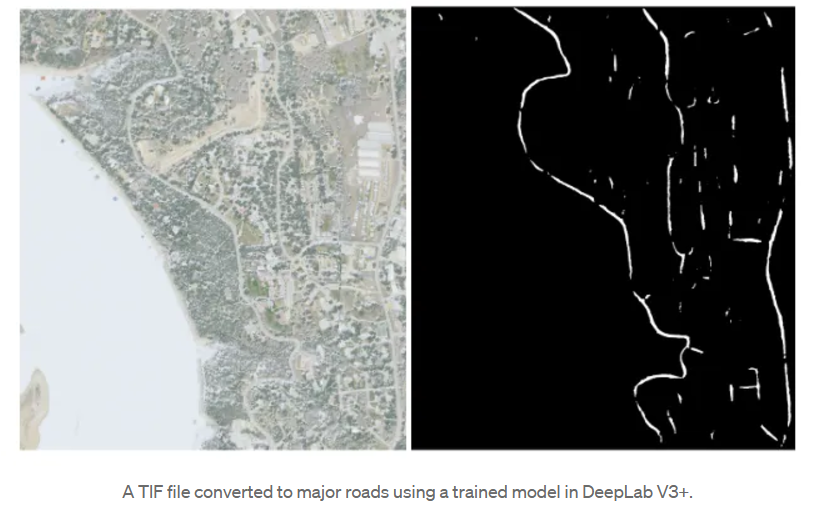 A TIF file converted to major roads using a trained model in DeepLab V3+.